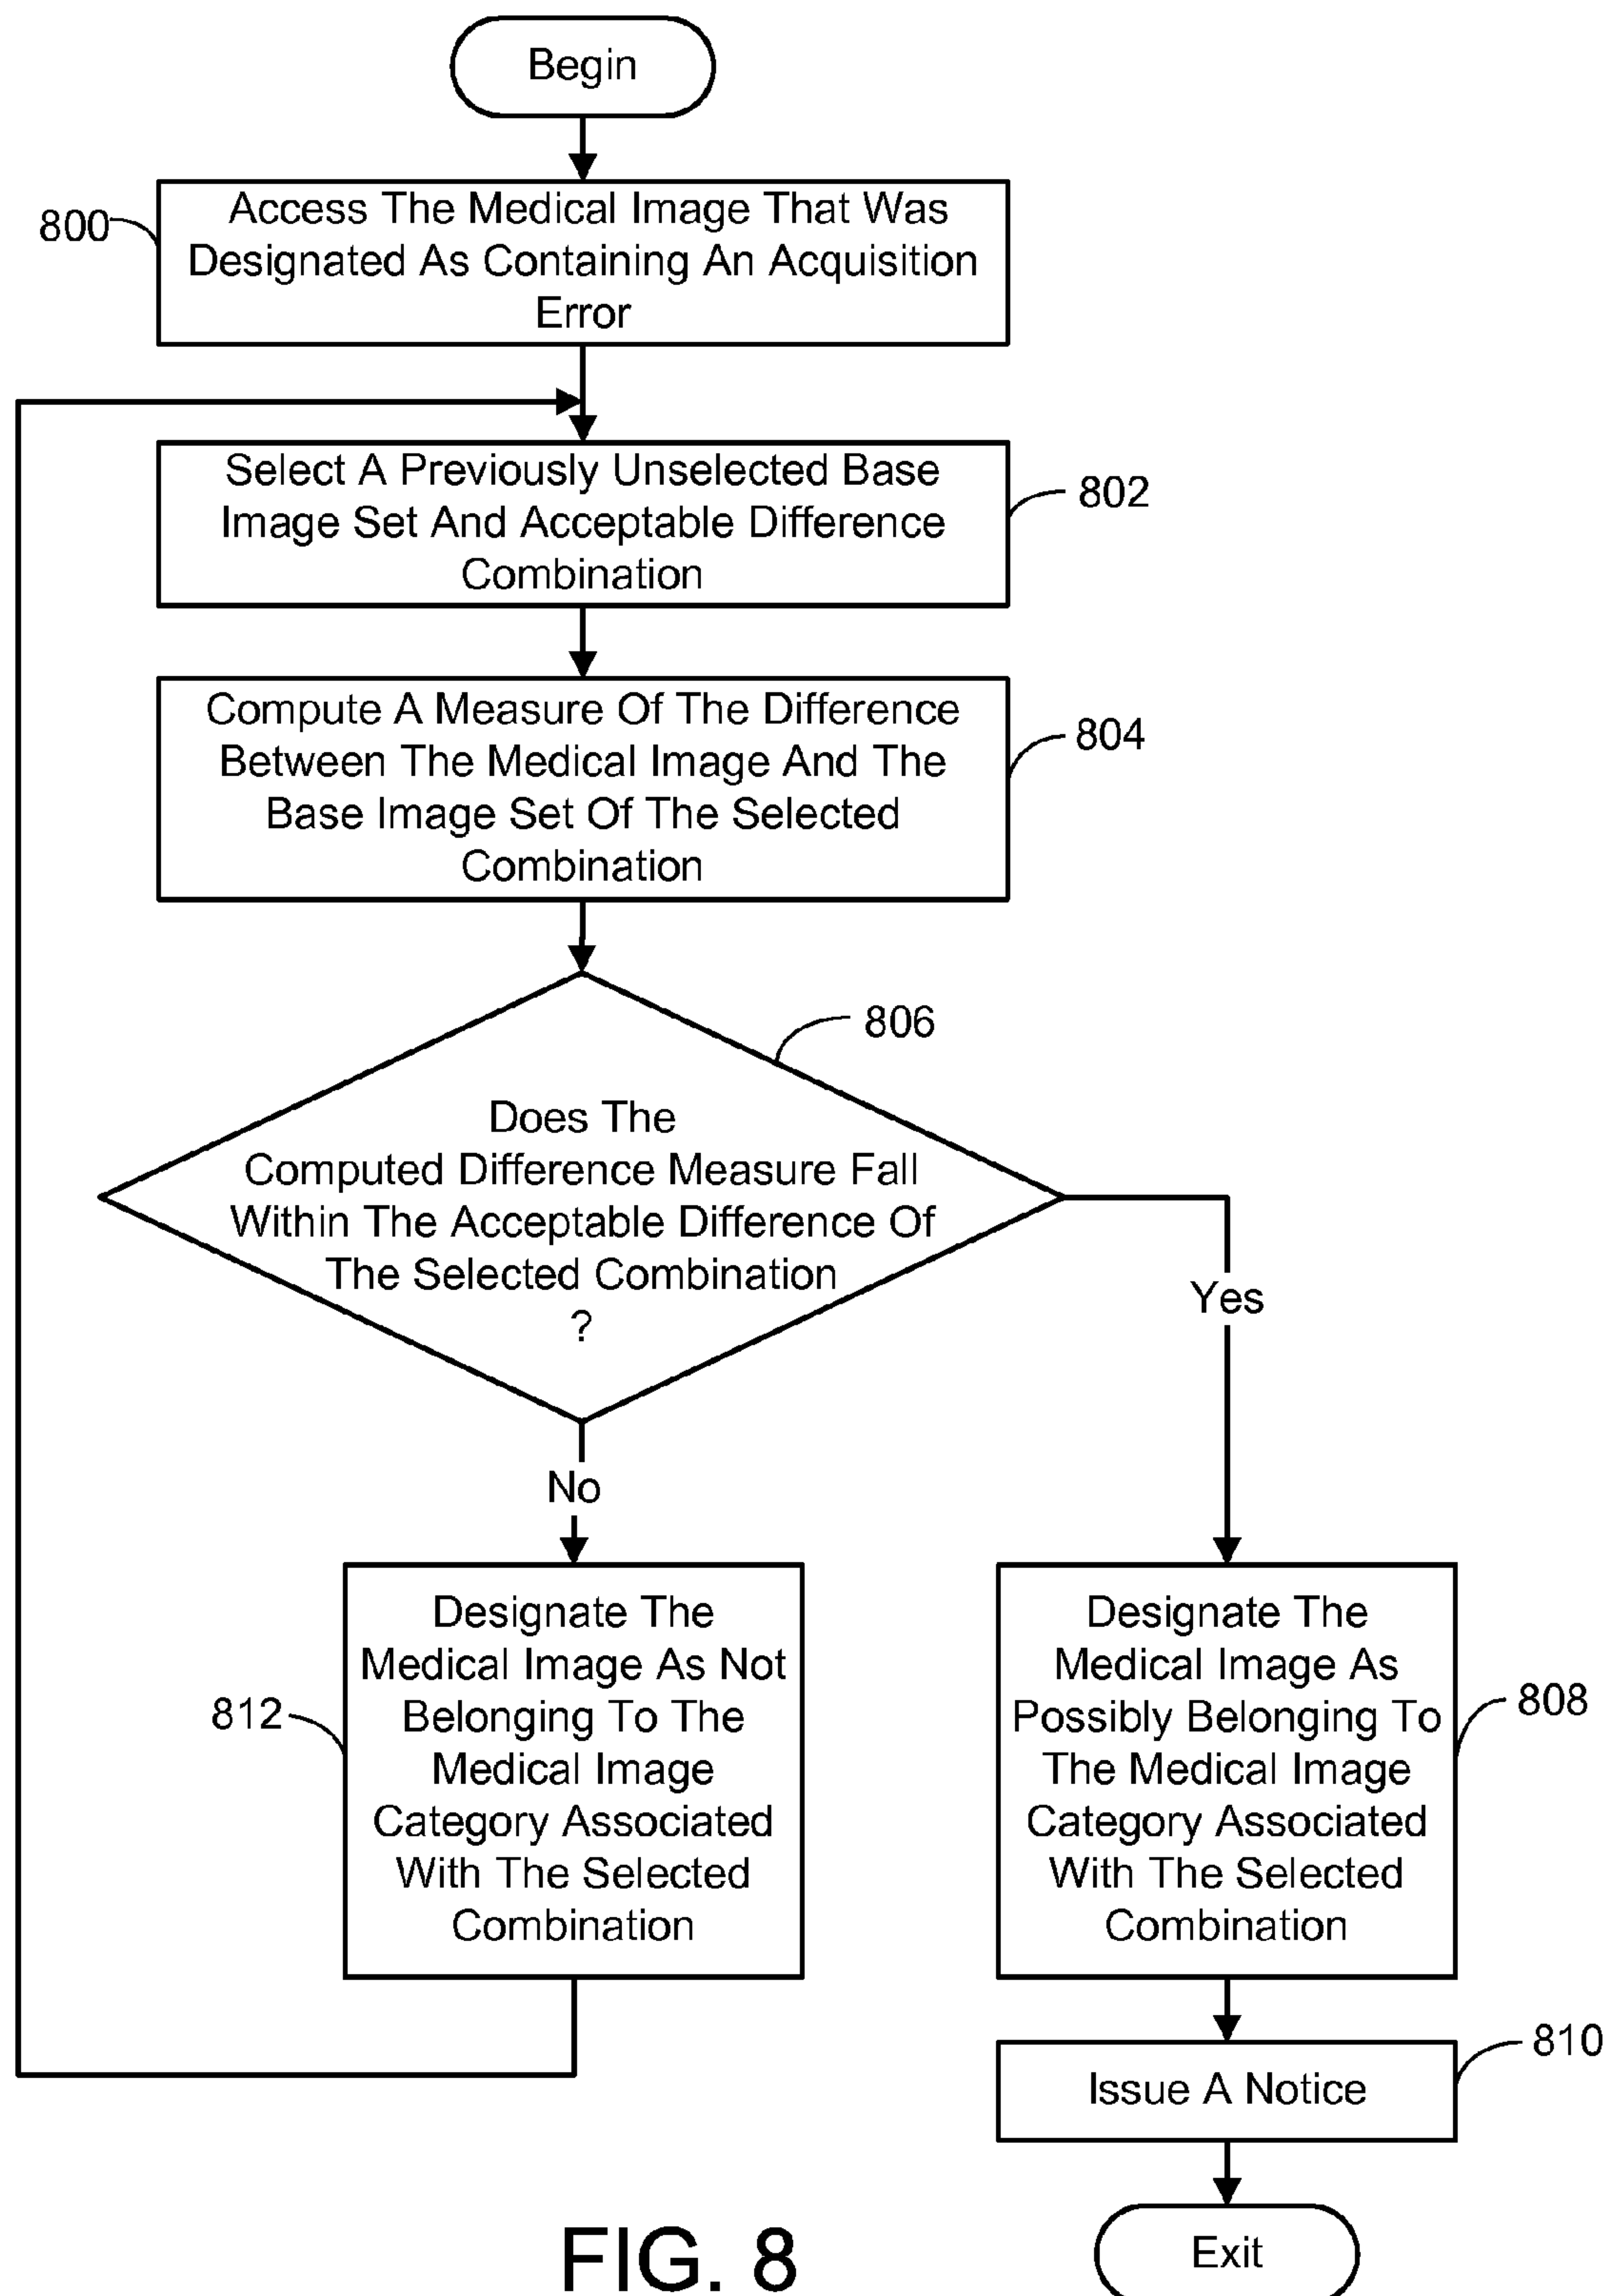 Begin
800
Access The Medical Image That Was
Designated As Containing An Acquisition
Error
Select A Previously Unselected Base
Image Set And Acceptable Difference
Combination
802
Compute A Measure Of The Difference
Between The Medical Image And The
Base Image Set Of The Selected
Combination
804
806
Does The
Computed Difference Measure Fall
Within The Acceptable Difference Of
The Selected Combination
?
Yes
No
812
Designate The
Medical Image As Not
Belonging To The
Medical Image
Category Associated
With The Selected
Combination
Designate The
Medical Image As
Possibly Belonging To
The Medical Image
Category Associated
With The Selected
Combination
808
Issue A Notice
810
Exit
FIG. 8